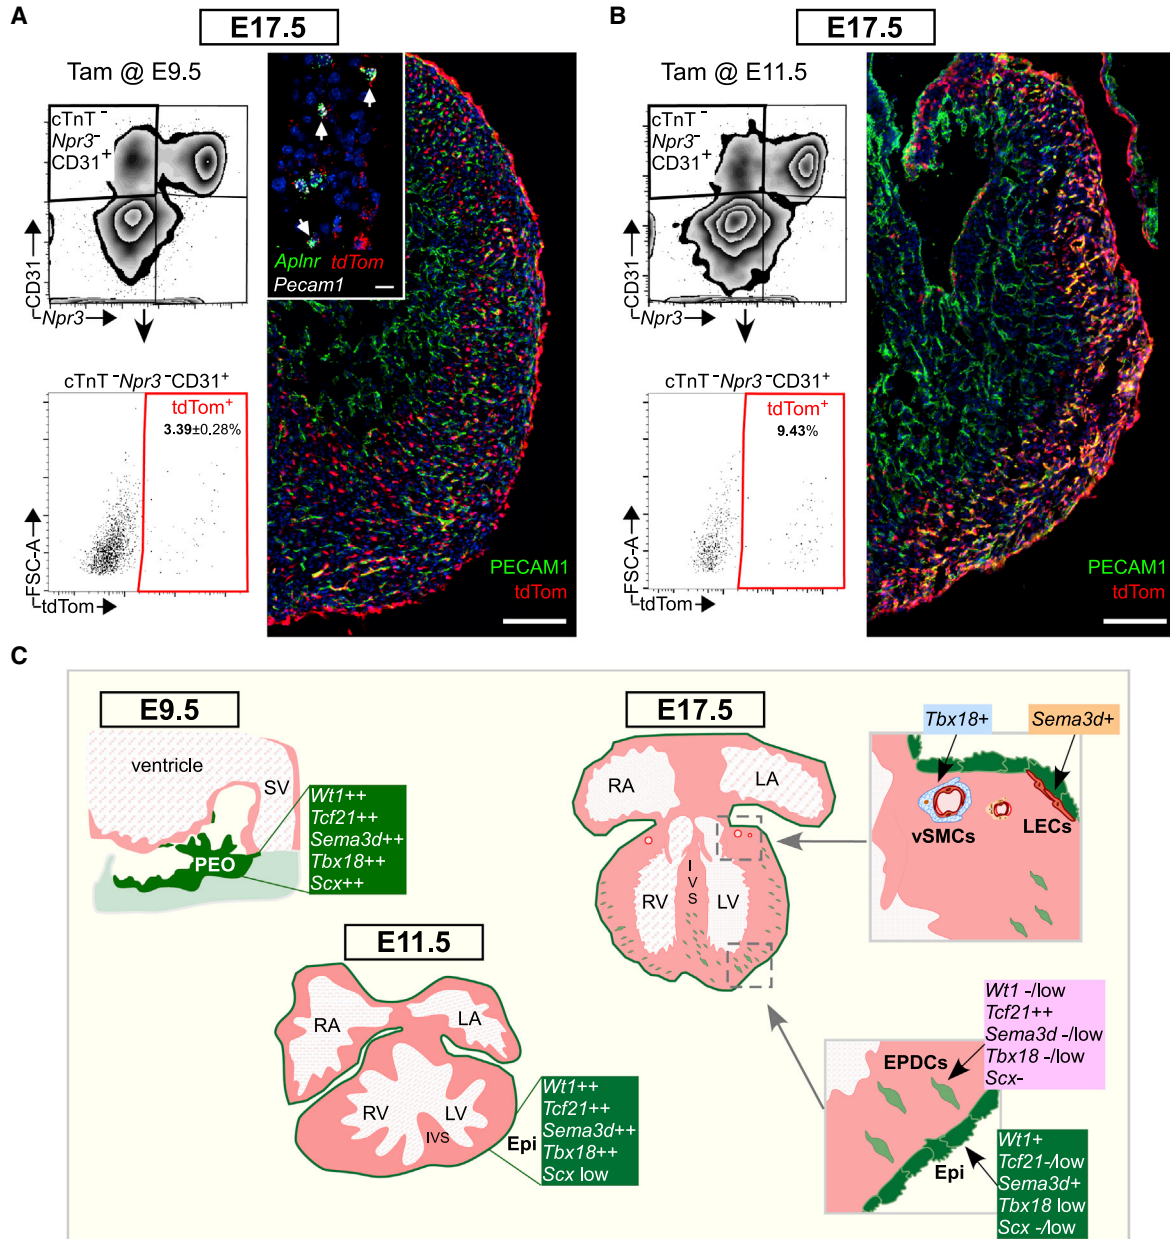 A
E17.5
Tam @ E9.5
cTnT⁻
Npr3⁻
CD31⁺
CD31
Npr3
Aplnr tdTom
Pecam1
cTnT⁻Npr3⁻CD31⁺
tdTom⁺
3.39±0.28%
FSC-A
tdTom
PECAM1
tdTom
B
E17.5
Tam @ E11.5
cTnT⁻
Npr3⁻
CD31⁺
CD31
Npr3
cTnT⁻Npr3⁻CD31⁺
tdTom⁺
9.43%
FSC-A
tdTom
PECAM1
tdTom
C
E9.5
ventricle
SV
PEO
Wt1++
Tcf21++
Sema3d++
Tbx18++
Scx++
E11.5
RA
LA
RV
LV
IVS
Epi
Wt1++
Tcf21++
Sema3d++
Tbx18++
Scx low
E17.5
RA
LA
RV
IVS
LV
Tbx18+
Sema3d+
vSMCs
LECs
Wt1 -/low
Tcf21++
Sema3d -/low
Tbx18 -/low
Scx-
EPDCs
Epi
Wt1+
Tcf21-/low
Sema3d+
Tbx18 low
Scx -/low